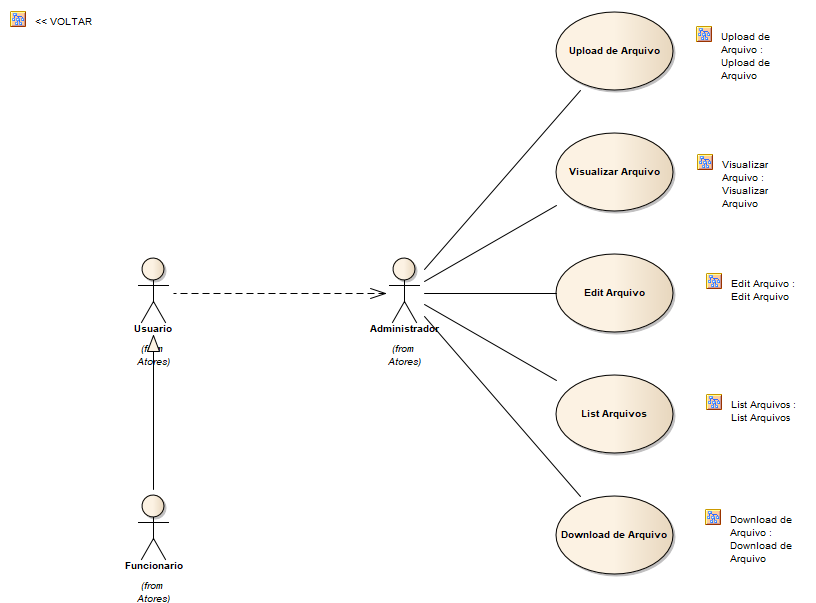 << VOLTAR
Upload de Arquivo
Upload de
Arquivo :
Upload de
Arquivo
Visualizar Arquivo
Visualizar
Arquivo :
Visualizar
Arquivo
Usuario
(from
Atores)
Administrador
(from
Atores)
Edit Arquivo
Edit Arquivo :
Edit Arquivo
List Arquivos
List Arquivos :
List Arquivos
Funcionario
(from
Atores)
Download de Arquivo
Download de
Arquivo :
Download de
Arquivo